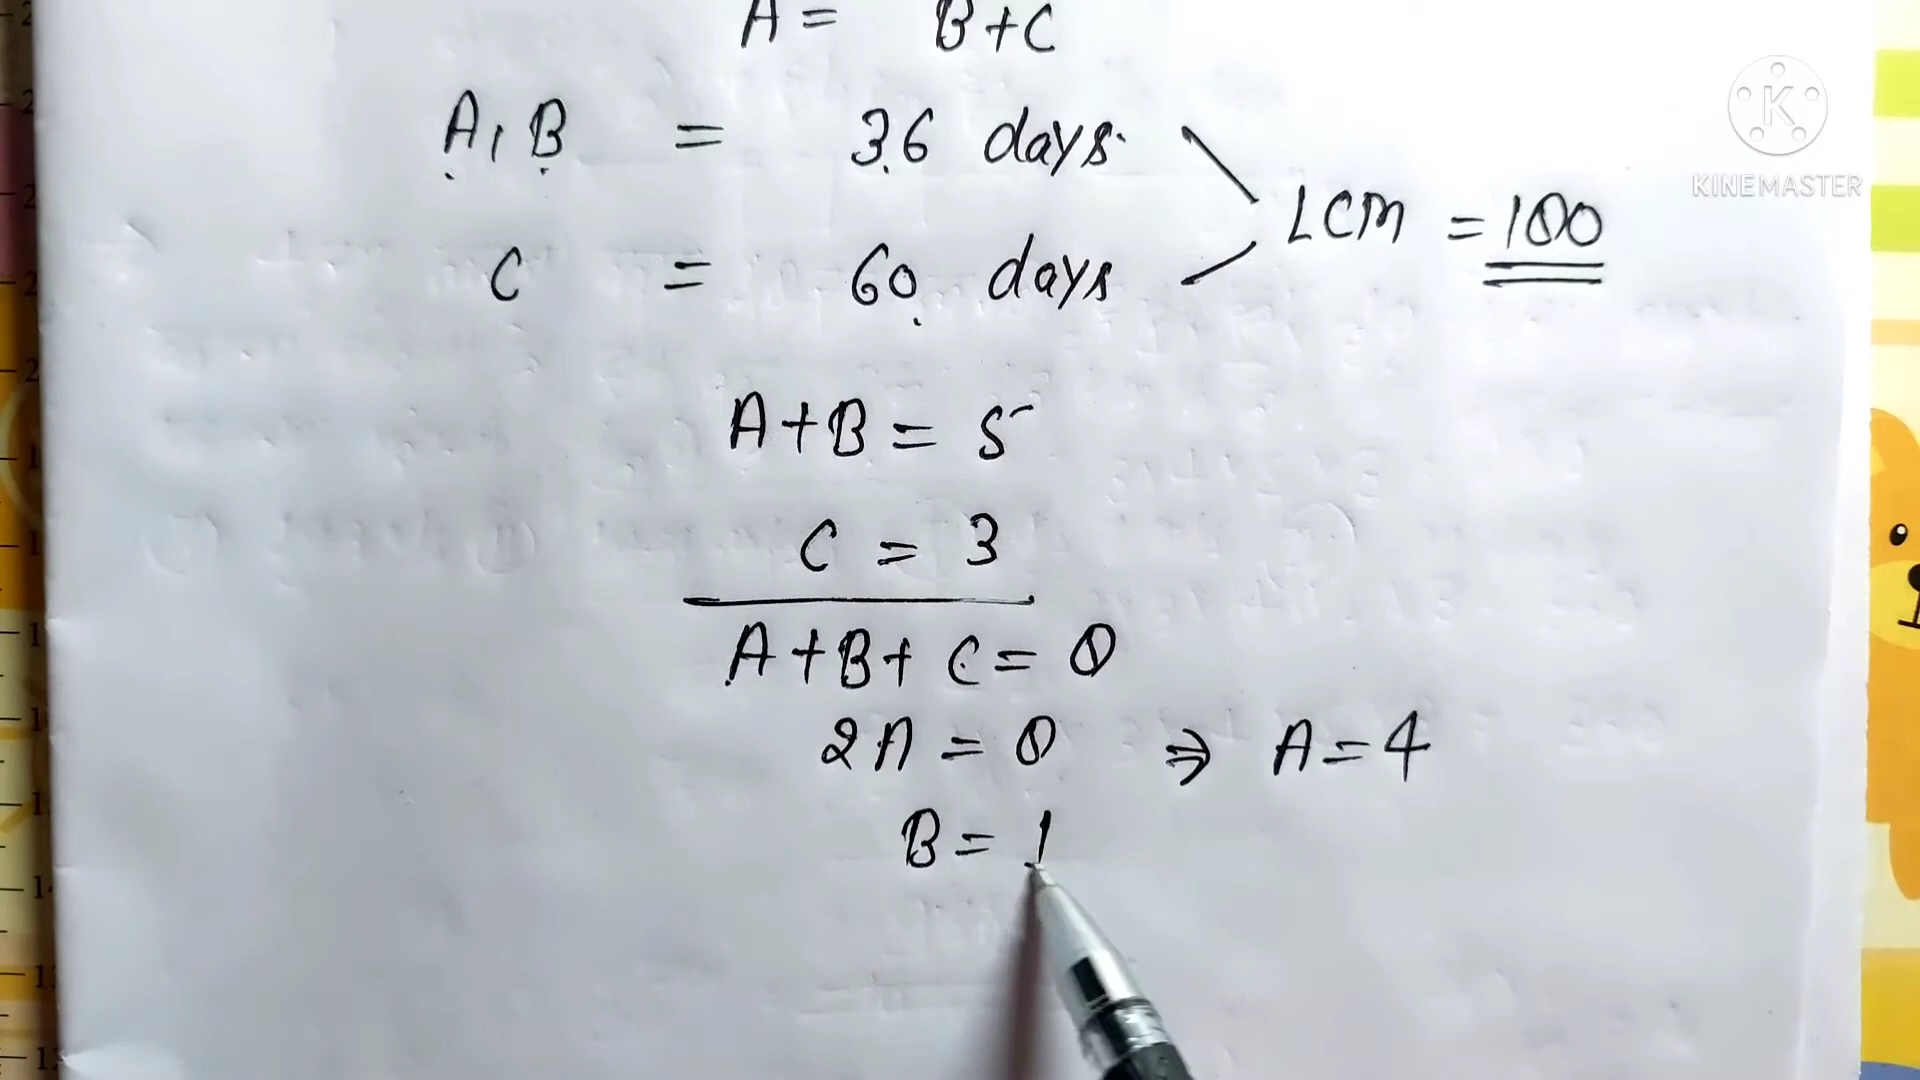 A = B+C
A, B = 36 days
C = 60 days
LCM = 180
KINEMASTER
A+B = 5
C = 3
A+B+C = 8
2A = 8 ⇒ A = 4
B = 1